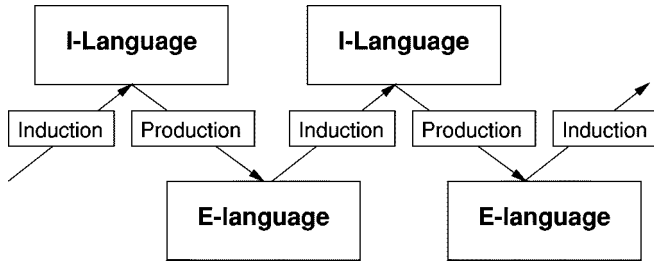 I-Language
I-Language
Induction
Production
Induction
Production
Induction
E-language
E-language